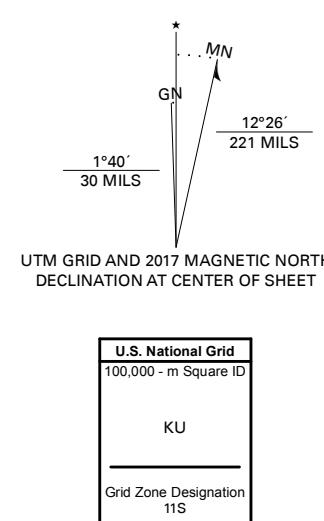 MN
GN
12°26´
221 MILS
1°40´
30 MILS
UTM GRID AND 2017 MAGNETIC NORTH
DECLINATION AT CENTER OF SHEET
U.S. National Grid
100,000 - m Square ID
KU
Grid Zone Designation
11S